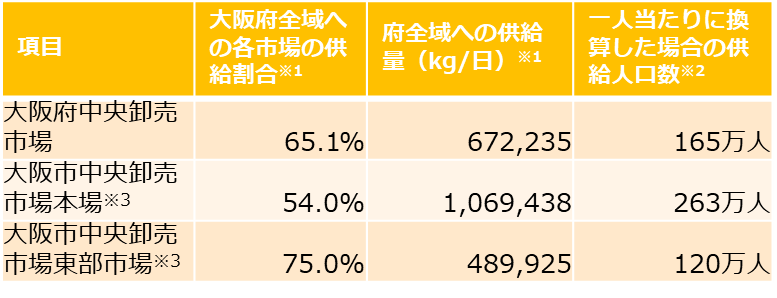 項目
大阪府全域へ
の各市場の供
給割合※1
府全域への供給
量（kg/日）※1
一人当たりに換
算した場合の供
給人口数※2
大阪府中央卸売
市場
65.1%
672,235
165万人
大阪市中央卸売
市場本場※3
54.0%
1,069,438
263万人
大阪市中央卸売
市場東部市場※3
75.0%
489,925
120万人